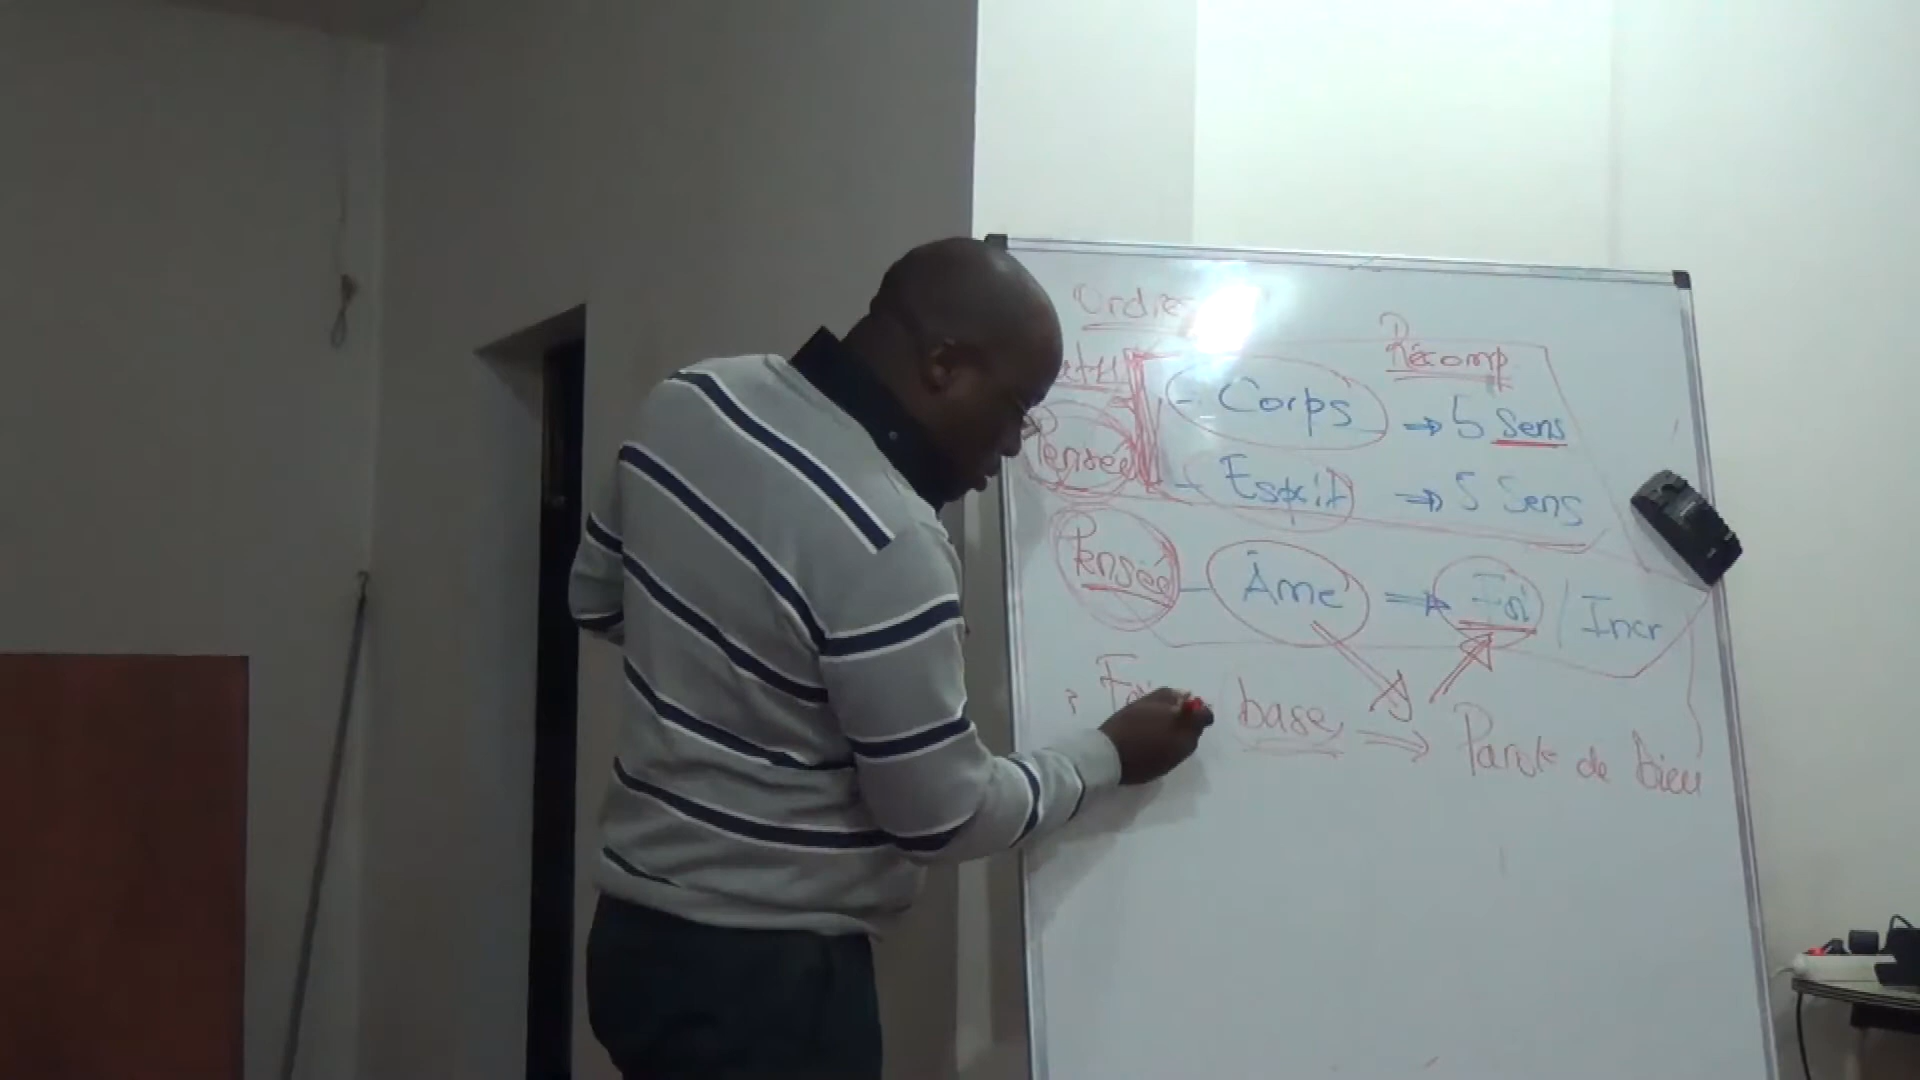 Ordre
Récomp
- Corps ⇒ 5 Sens
Pensée - Esprit ⇒ 5 Sens
Pensée - Âme ⇒ Foi / Incr
Foi base ⇒ Parole de Dieu